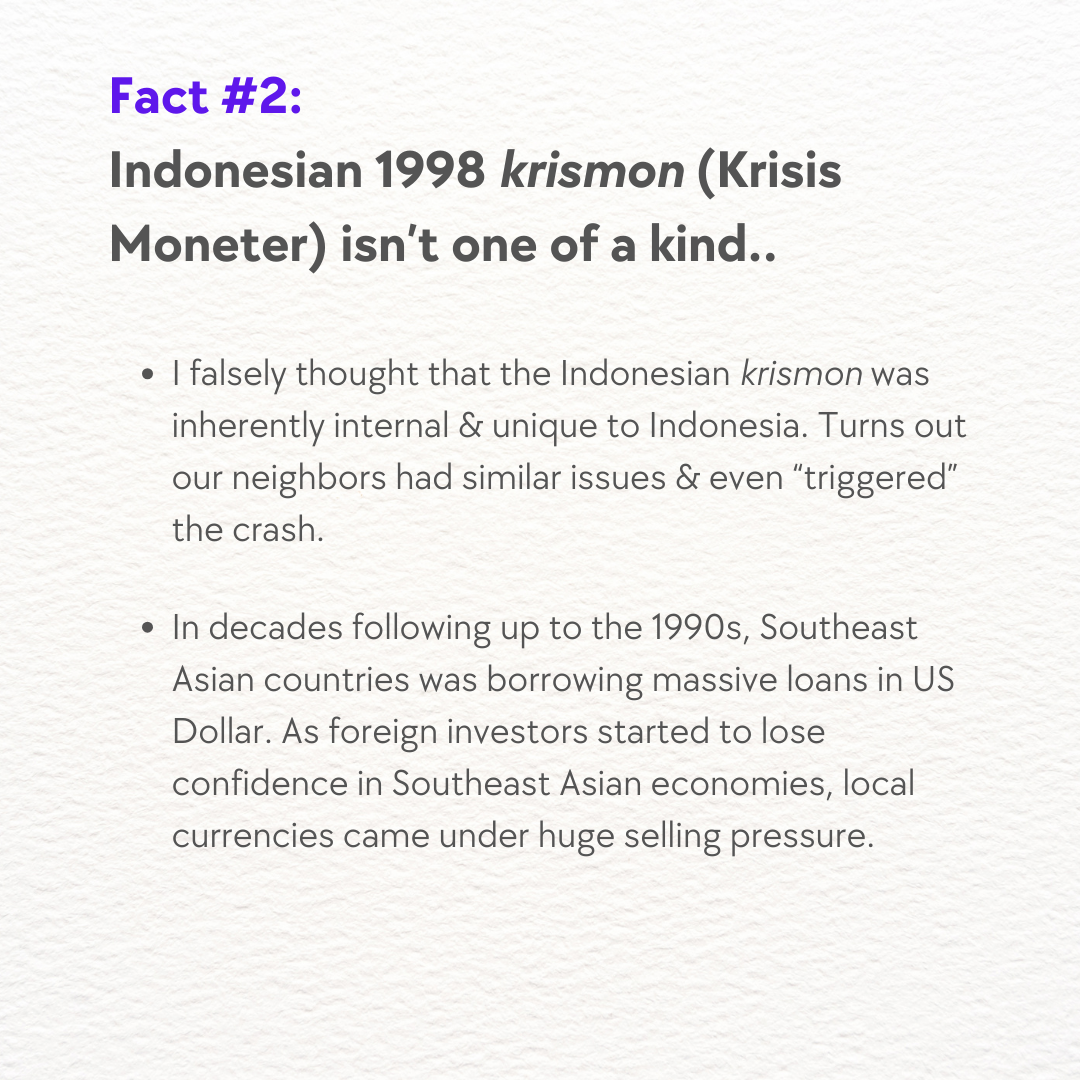 Fact #2:
Indonesian 1998 krismon (Krisis
Moneter) isn't one of a kind..
• I falsely thought that the Indonesian krismon was
inherently internal & unique to Indonesia. Turns out
our neighbors had similar issues & even “triggered”
the crash.
• In decades following up to the 1990s, Southeast
Asian countries was borrowing massive loans in US
Dollar. As foreign investors started to lose
confidence in Southeast Asian economies, local
currencies came under huge selling pressure.